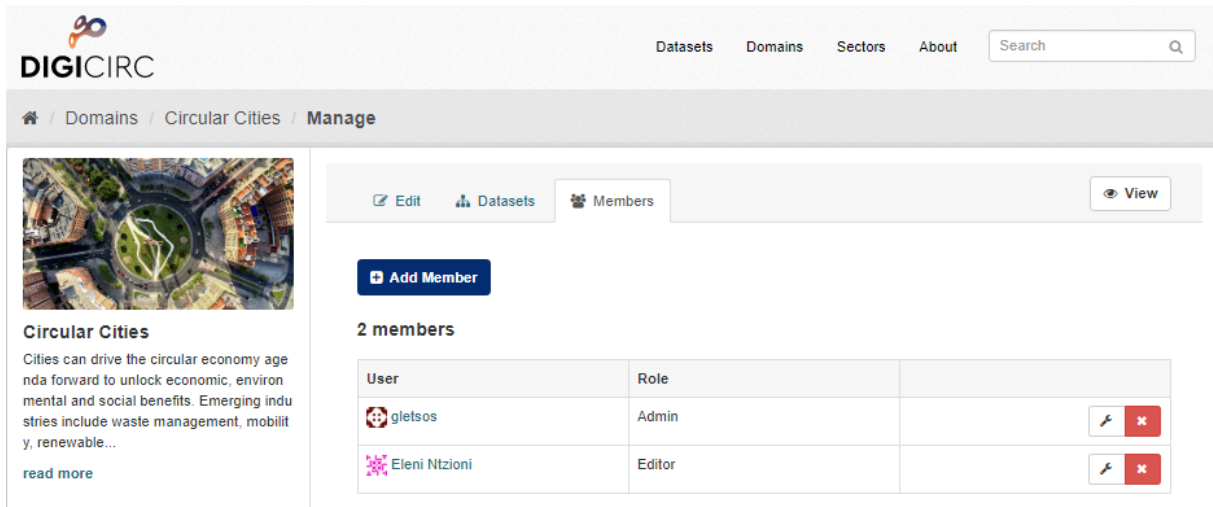 DIGICIRC
Datasets Domains Sectors About Search
/ Domains / Circular Cities / Manage
Edit Datasets Members View
Add Member
2 members
User Role
gletsos Admin
Eleni Ntzioni Editor
Circular Cities
Cities can drive the circular economy age
nda forward to unlock economic, environ
mental and social benefits. Emerging indu
stries include waste management, mobilit
y, renewable...
read more